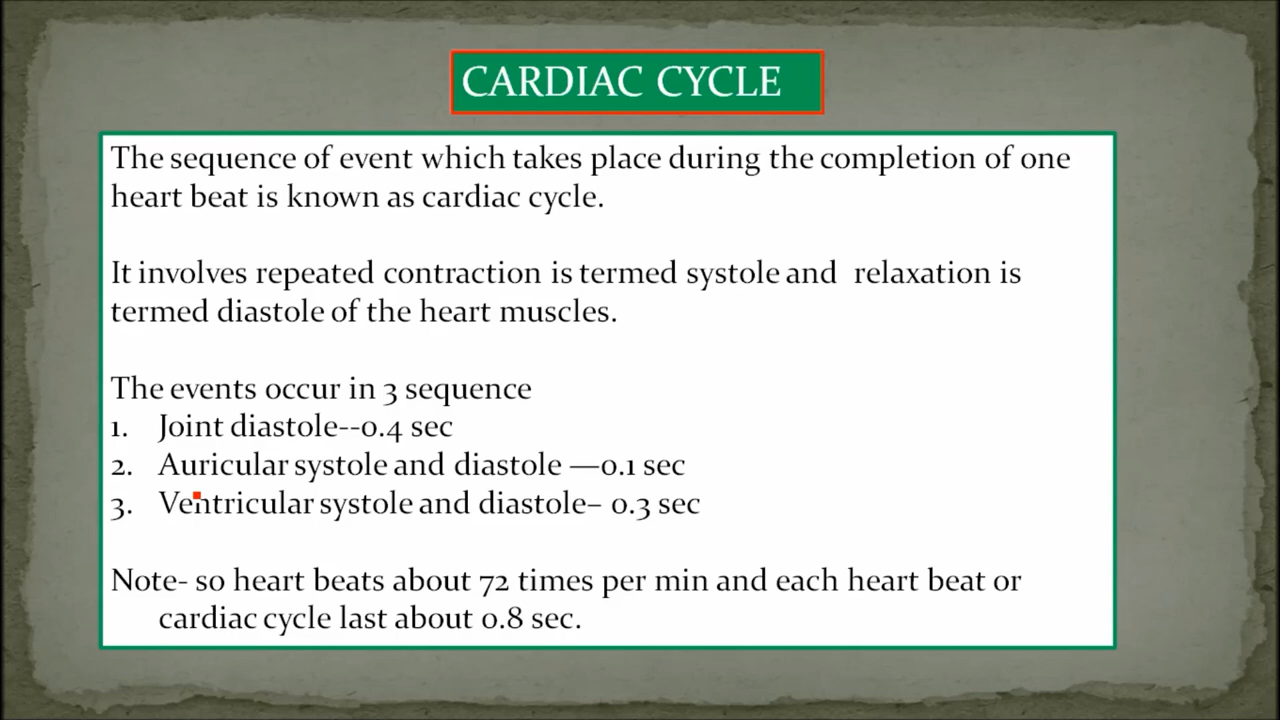 CARDIAC CYCLE
The sequence of event which takes place during the completion of one
heart beat is known as cardiac cycle.
It involves repeated contraction is termed systole and relaxation is
termed diastole of the heart muscles.
The events occur in 3 sequence
1. Joint diastole--0.4 sec
2. Auricular systole and diastole —0.1 sec
3. Ventricular systole and diastole– 0.3 sec
Note- so heart beats about 72 times per min and each heart beat or
cardiac cycle last about 0.8 sec.